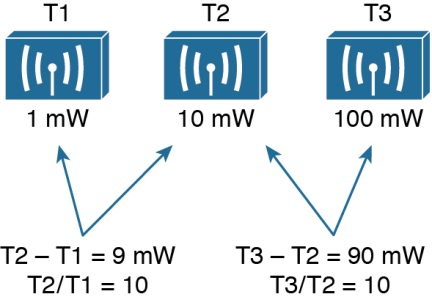 T1 T2 T3
1 mW 10 mW 100 mW
T2 – T1 = 9 mW
T2/T1 = 10
T3 – T2 = 90 mW
T3/T2 = 10